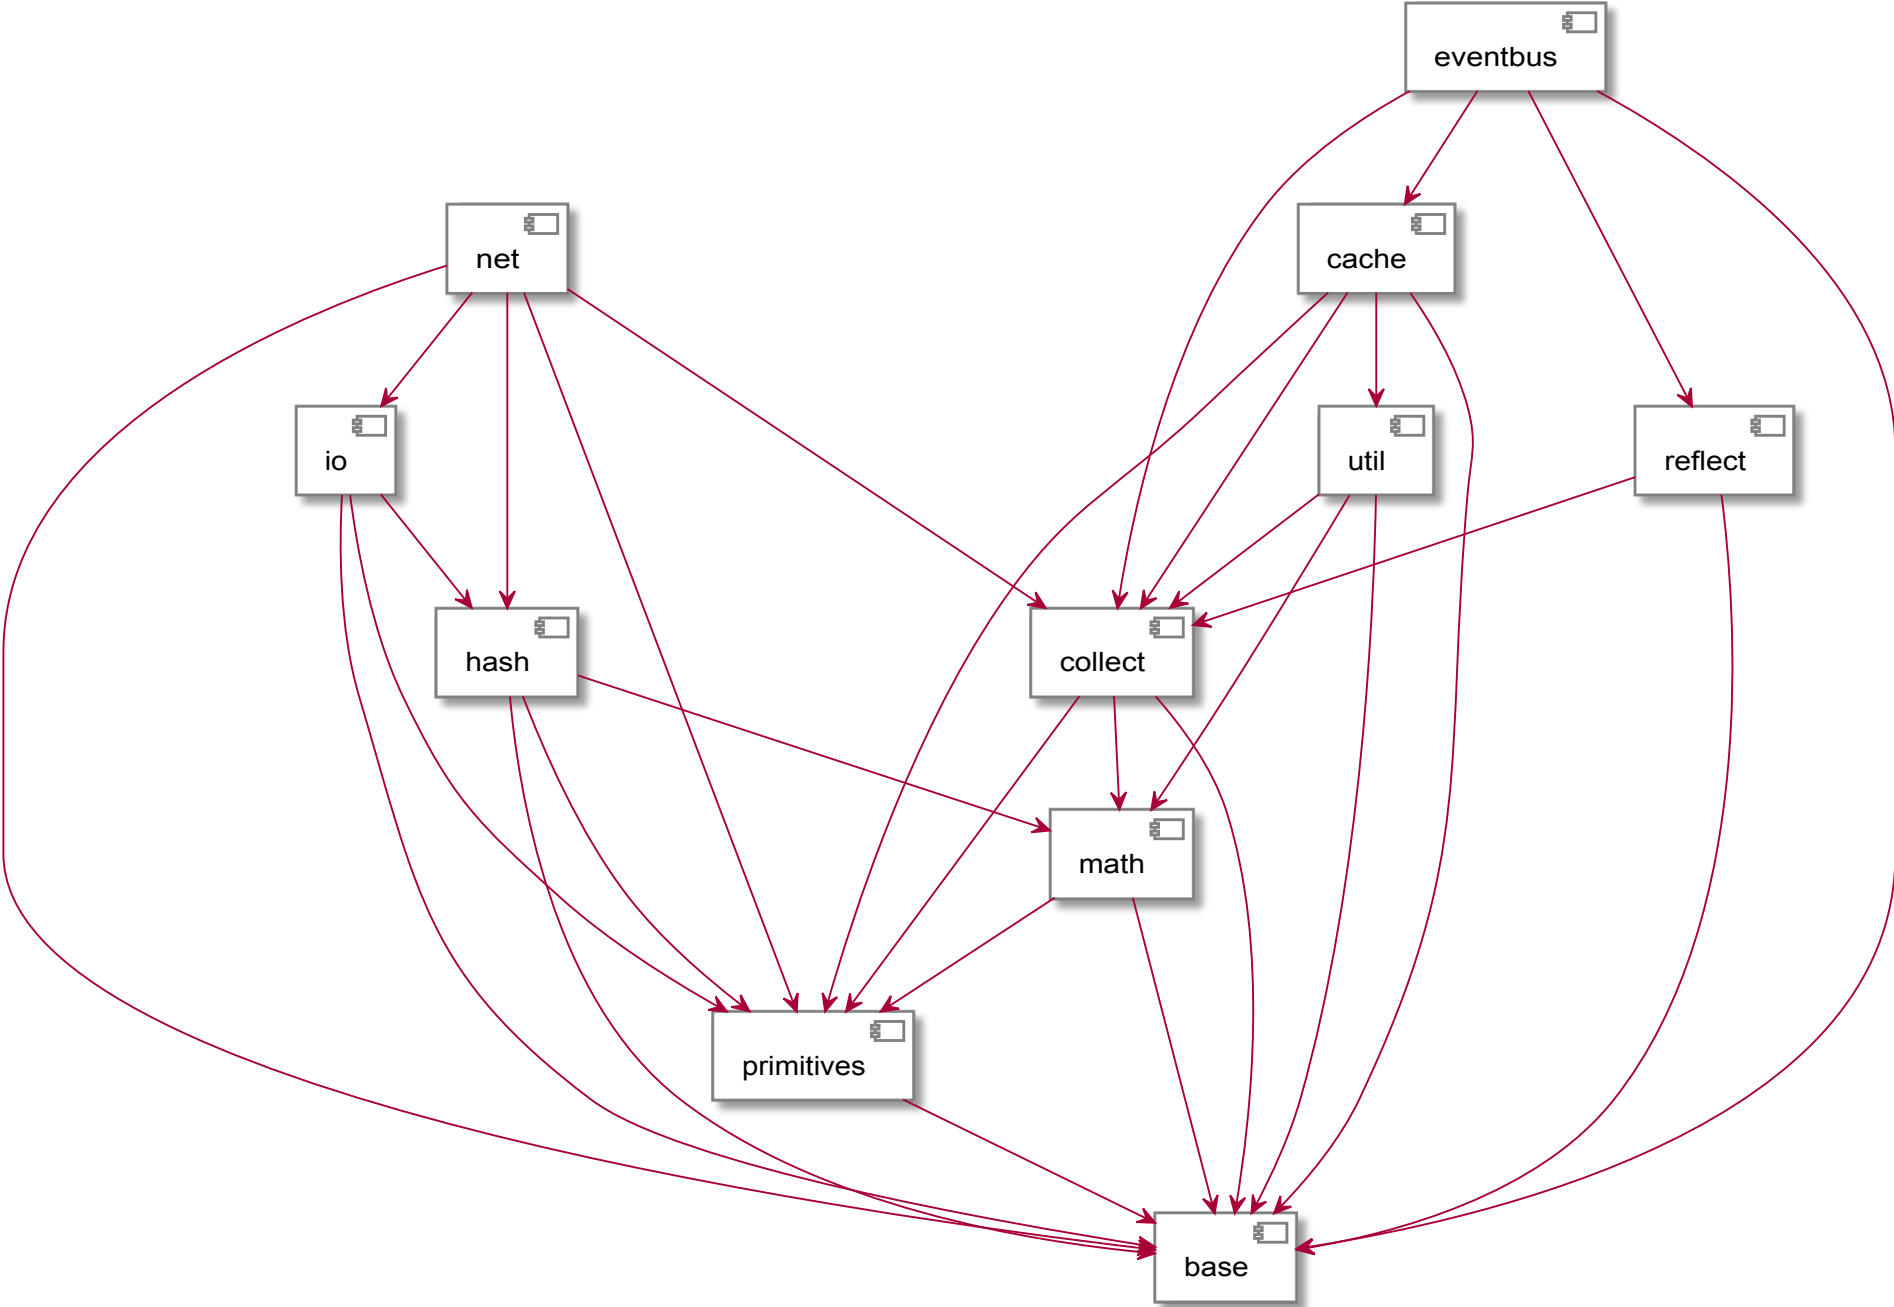 eventbus
net
cache
io
util
reflect
hash
collect
math
primitives
base